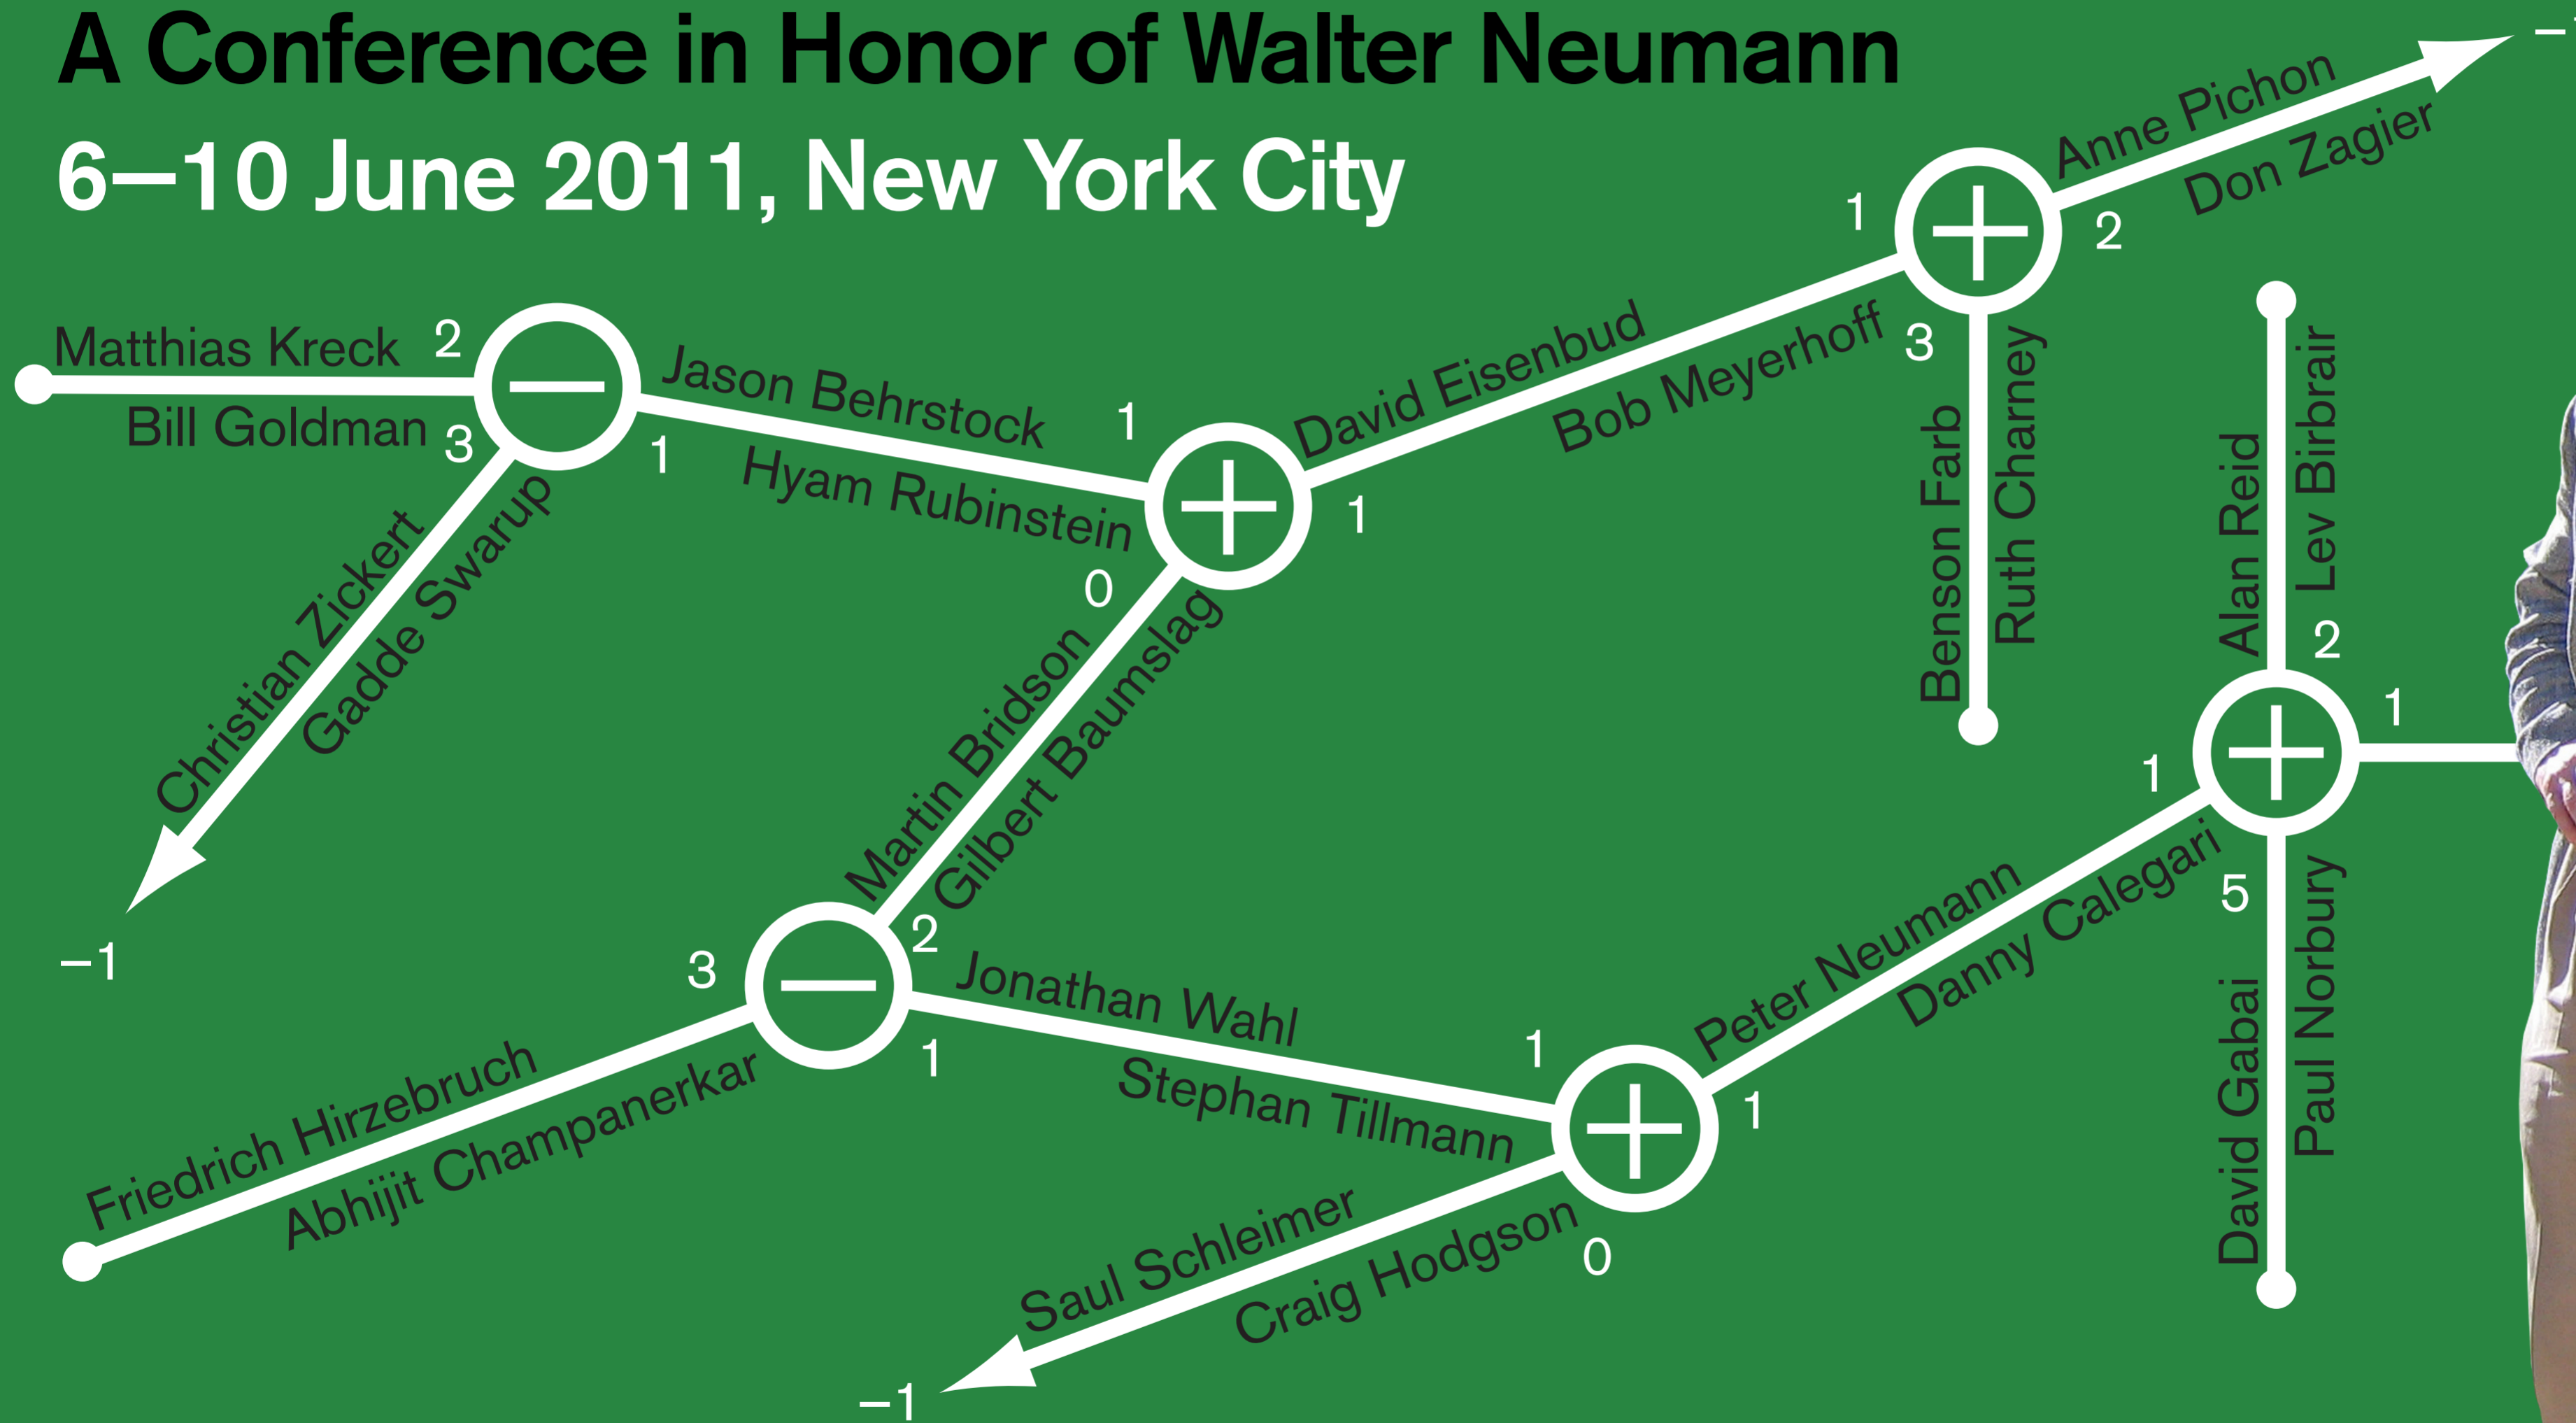 A Conference in Honor of Walter Neumann
6–10 June 2011, New York City
Anne Pichon
Don Zagier
1
2
3
Matthias Kreck
2
Bill Goldman
3
1
Jason Behrstock
Hyam Rubinstein
1
0
1
David Eisenbud
Bob Meyerhoff
Benson Farb
Ruth Charney
Alan Reid
Lev Birbrair
2
1
1
5
Christian Zickert
Gadde Swarup
−1
Martin Bridson
Gilbert Baumslag
3
2
1
Jonathan Wahl
Stephan Tillmann
1
1
0
Peter Neumann
Danny Calegari
David Gabai
Paul Norbury
Friedrich Hirzebruch
Abhijit Champanerkar
Saul Schleimer
Craig Hodgson
−1